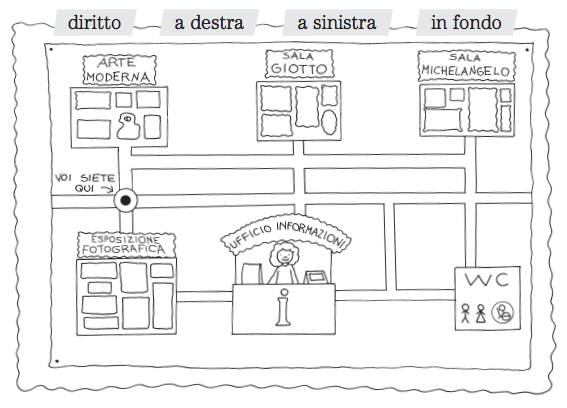 diritto a destra a sinistra in fondo
ARTE
MODERNA
SALA
GIOTTO
SALA
MICHELANGELO
VOI SIETE
QUI
ESPOSIZIONE
FOTOGRAFICA
UFFICIO INFORMAZIONI
i
WC